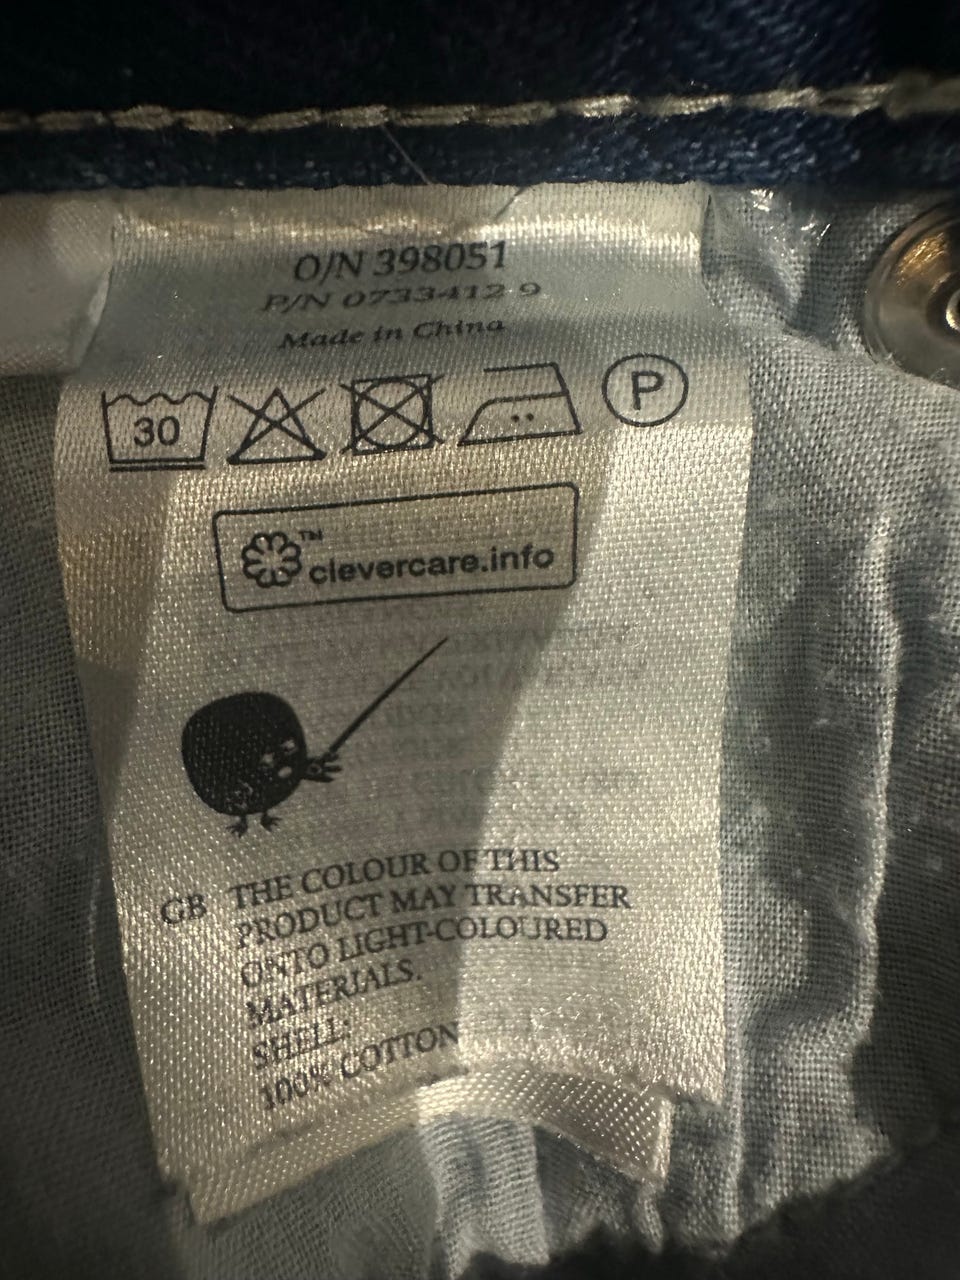 O/N 398051
P/N 0733412 9
Made in China
30
P
™
clevercare.info
GB THE COLOUR OF THIS
PRODUCT MAY TRANSFER
ONTO LIGHT-COLOURED
MATERIALS.
SHELL:
100% COTTON